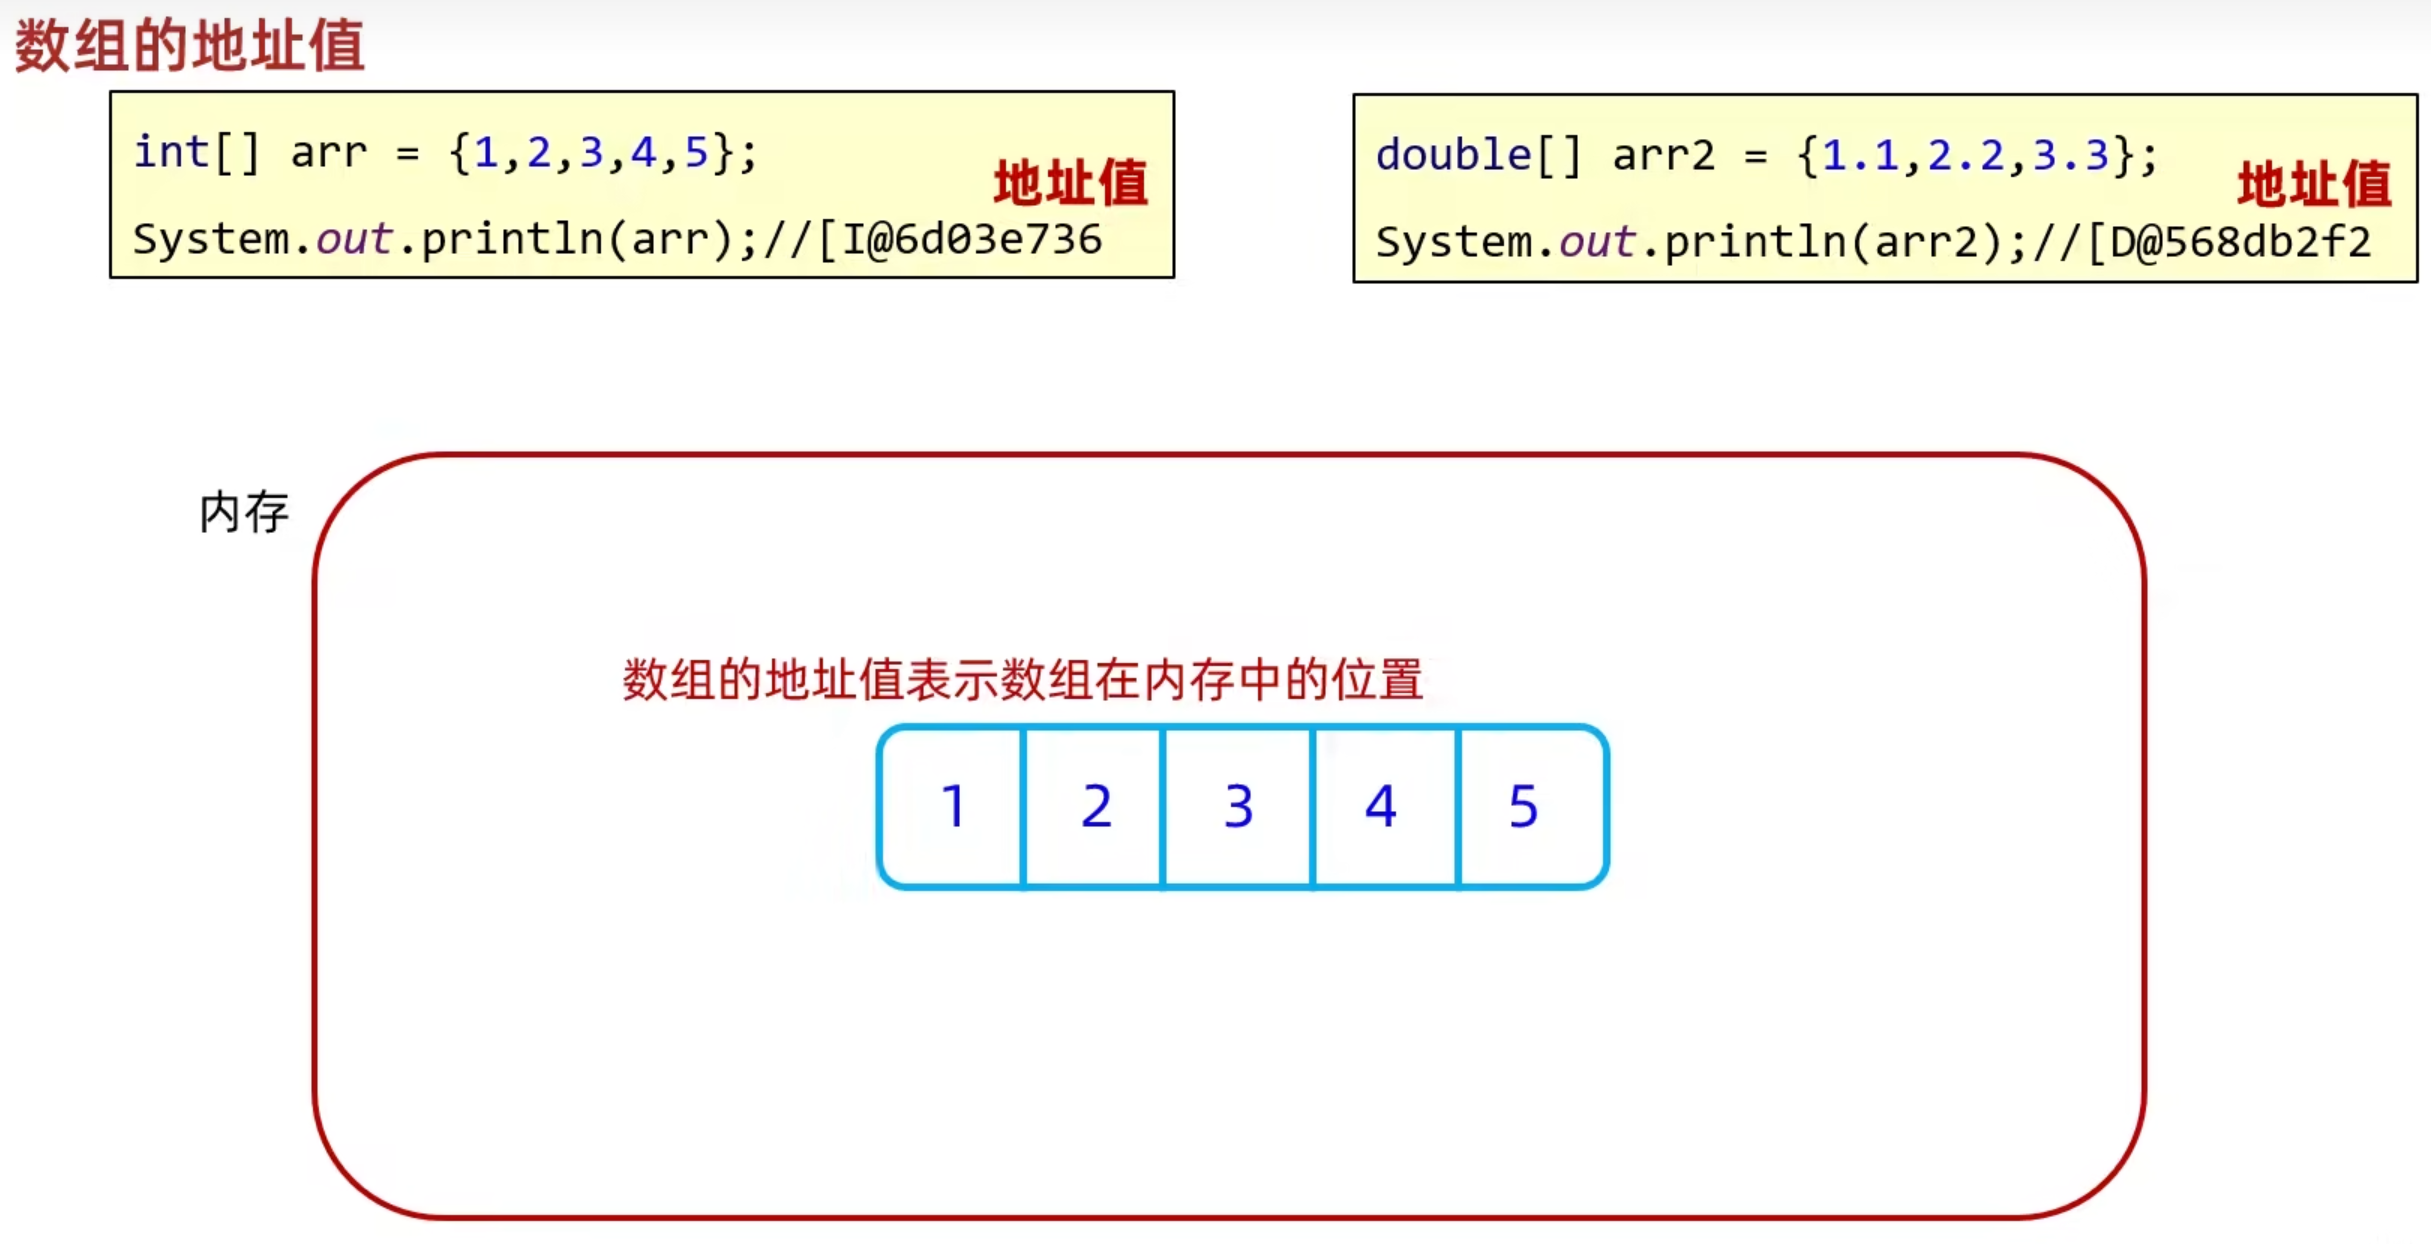 数组的地址值
int[] arr = {1,2,3,4,5};
地址值
System.out.println(arr);//[I@6d03e736
double[] arr2 = {1.1,2.2,3.3};
地址值
System.out.println(arr2);//[D@568db2f2
内存
数组的地址值表示数组在内存中的位置
1 2 3 4 5